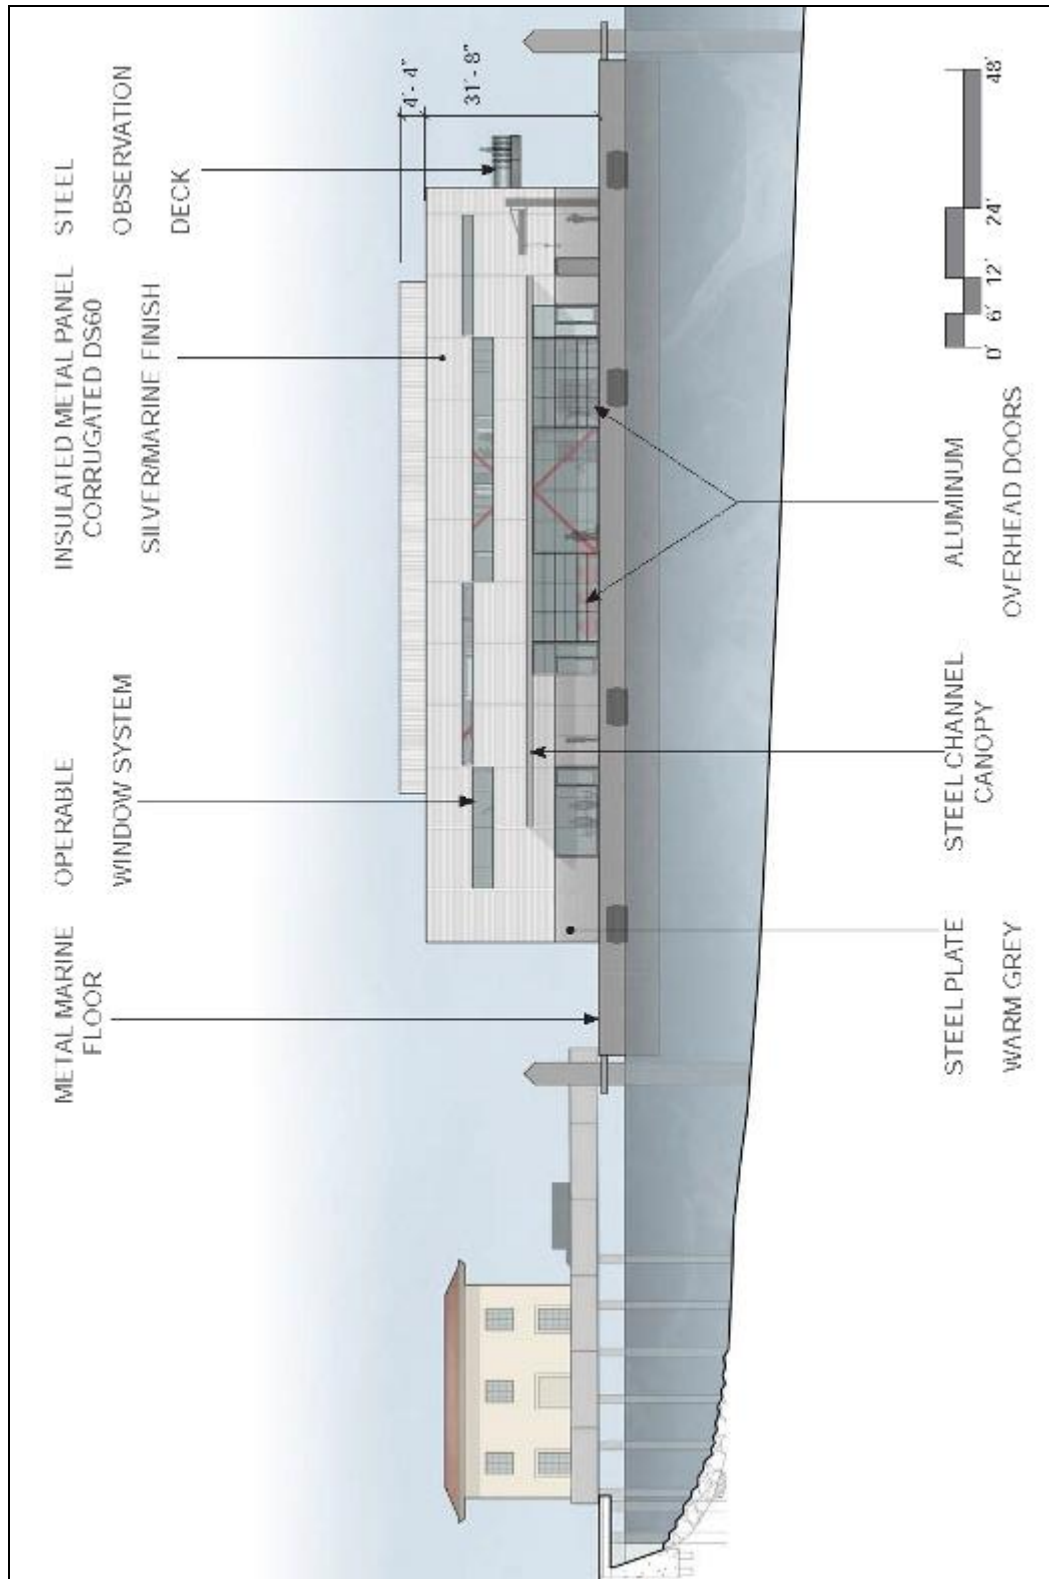 METAL MARINE
FLOOR
OPERABLE
WINDOW SYSTEM
INSULATED METAL PANEL
CORRUGATED DS60
SILVER/MARINE FINISH
STEEL
OBSERVATION
DECK
4'- 4"
31'- 8"
STEEL PLATE
WARM GREY
STEEL CHANNEL
CANOPY
ALUMINUM
OVERHEAD DOORS
0' 6' 12' 24' 48'